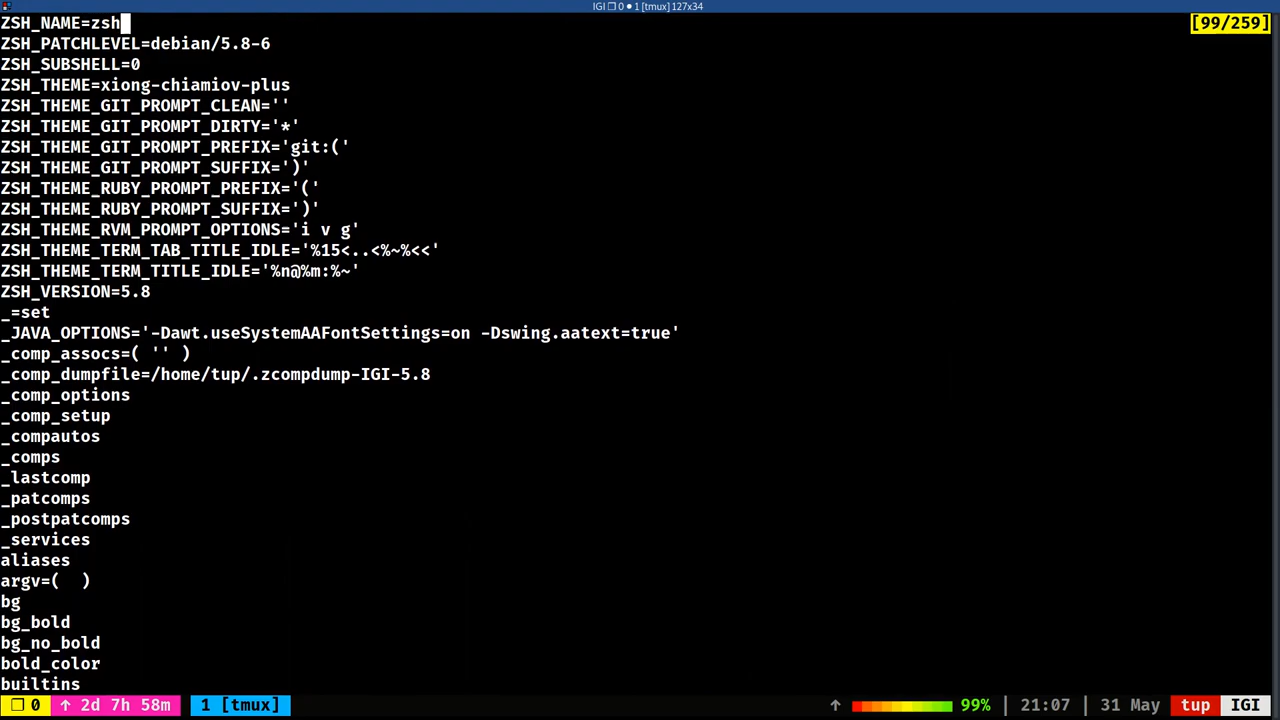 IGI ❐ 0 ● 1 [tmux] 127x34
ZSH_NAME=zsh [99/259]
ZSH_PATCHLEVEL=debian/5.8-6
ZSH_SUBSHELL=0
ZSH_THEME=xiong-chiamiov-plus
ZSH_THEME_GIT_PROMPT_CLEAN=''
ZSH_THEME_GIT_PROMPT_DIRTY='*'
ZSH_THEME_GIT_PROMPT_PREFIX='git:('
ZSH_THEME_GIT_PROMPT_SUFFIX=')'
ZSH_THEME_RUBY_PROMPT_PREFIX='('
ZSH_THEME_RUBY_PROMPT_SUFFIX=')'
ZSH_THEME_RVM_PROMPT_OPTIONS='i v g'
ZSH_THEME_TERM_TAB_TITLE_IDLE='%15<..<%~%<<'
ZSH_THEME_TERM_TITLE_IDLE='%n@%m:%~'
ZSH_VERSION=5.8
_=set
_JAVA_OPTIONS='-Dawt.useSystemAAFontSettings=on -Dswing.aatext=true'
_comp_assocs=( '' )
_comp_dumpfile=/home/tup/.zcompdump-IGI-5.8
_comp_options
_comp_setup
_compautos
_comps
_lastcomp
_patcomps
_postpatcomps
_services
aliases
argv=(  )
bg
bg_bold
bg_no_bold
bold_color
builtins
❐ 0 ↑ 2d 7h 58m 1 [tmux] ↑ 99% | 21:07 | 31 May tup IGI